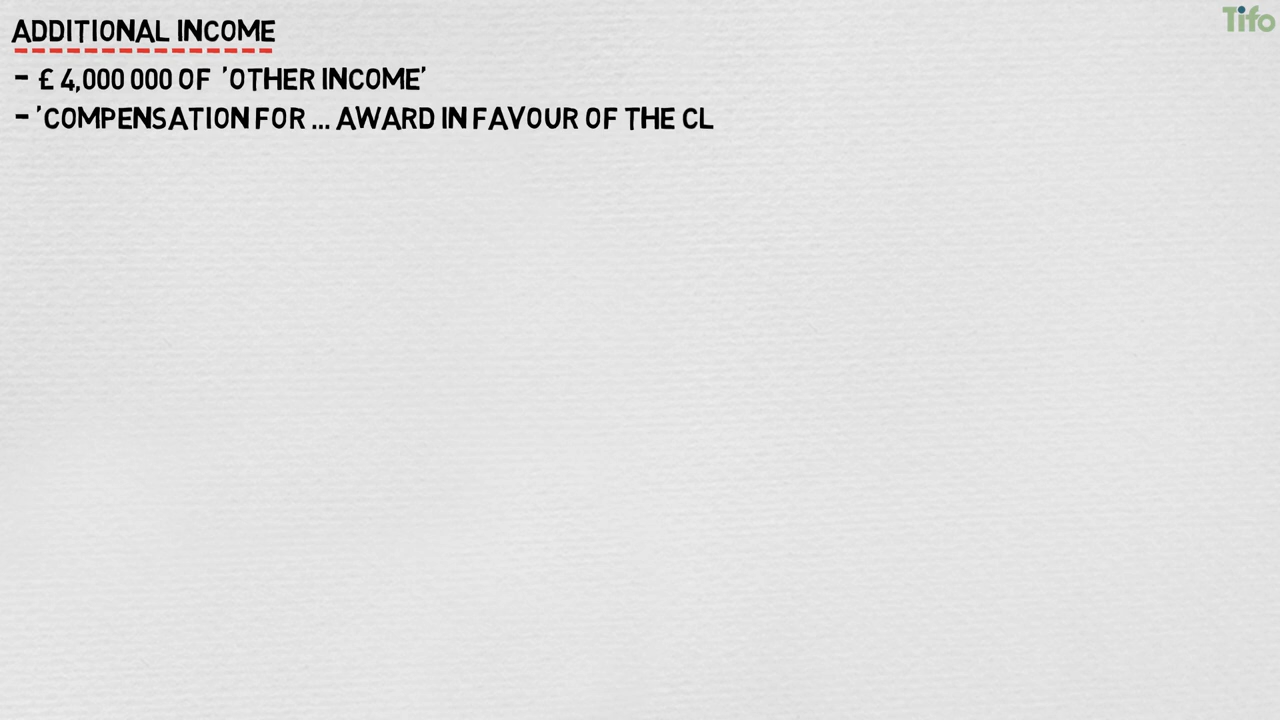 ADDITIONAL INCOME
Tifo
- £ 4,000 000 OF 'OTHER INCOME'
- 'COMPENSATION FOR ... AWARD IN FAVOUR OF THE CL